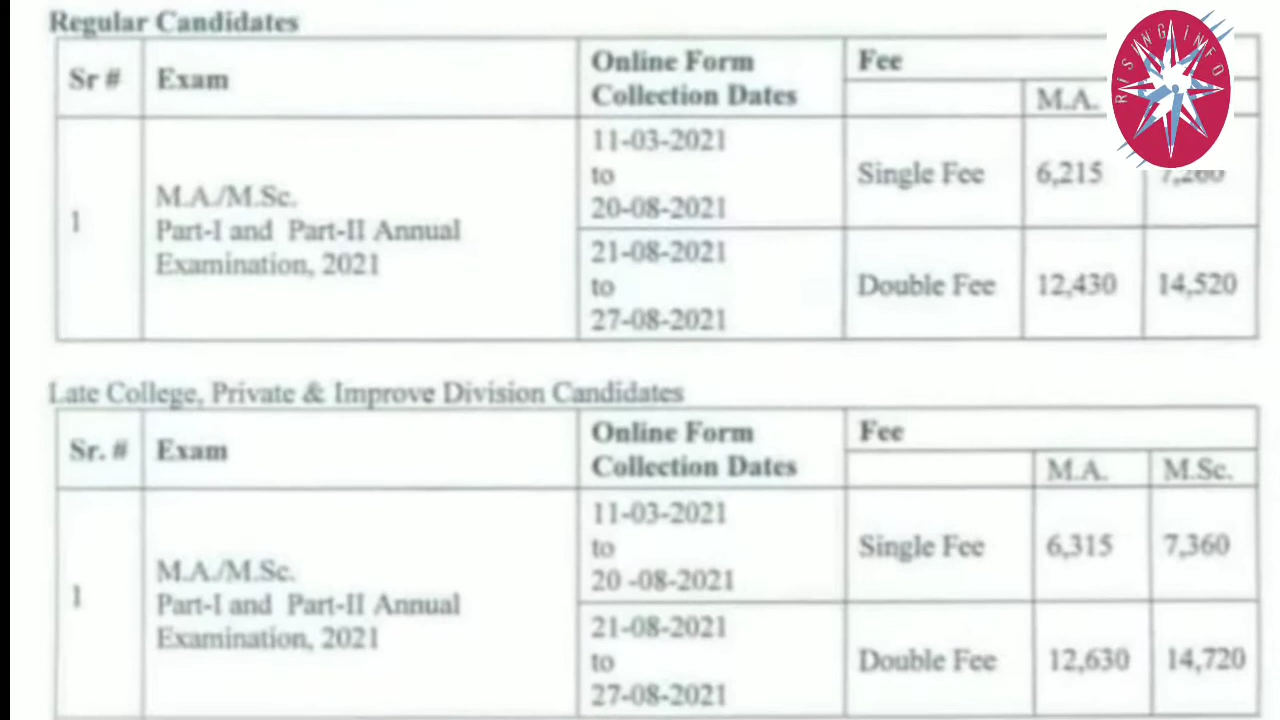 Regular Candidates
Sr # Exam Online Form Collection Dates Fee
M.A.
RISING INFO
1 M.A./M.Sc.
Part-I and Part-II Annual
Examination, 2021
11-03-2021
to
20-08-2021
Single Fee 6,215 7,260
21-08-2021
to
27-08-2021
Double Fee 12,430 14,520
Late College, Private & Improve Division Candidates
Sr. # Exam Online Form Collection Dates Fee
M.A. M.Sc.
1 M.A./M.Sc.
Part-I and Part-II Annual
Examination, 2021
11-03-2021
to
20 -08-2021
Single Fee 6,315 7,360
21-08-2021
to
27-08-2021
Double Fee 12,630 14,720